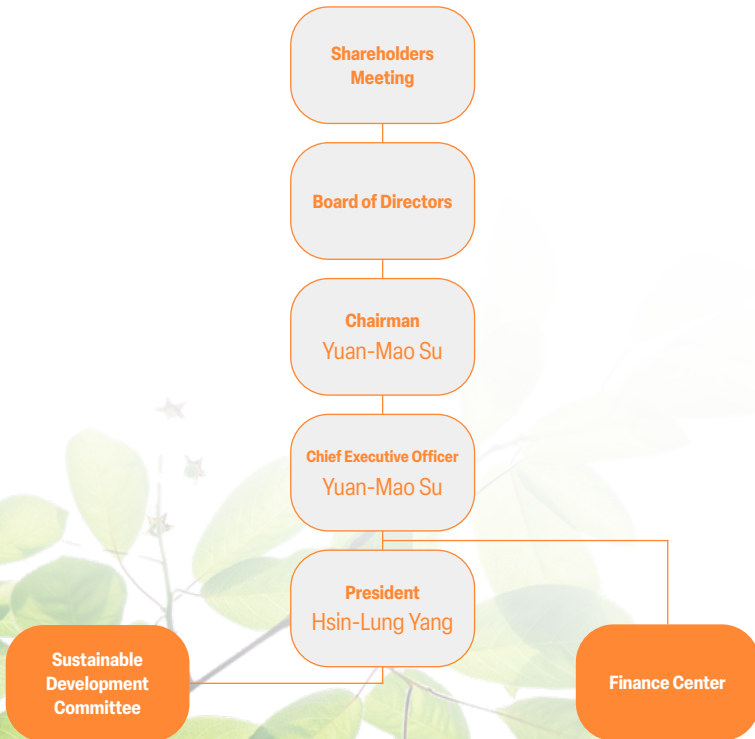 Shareholders
Meeting
Board of Directors
Chairman
Yuan-Mao Su
Chief Executive Officer
Yuan-Mao Su
President
Hsin-Lung Yang
Sustainable
Development
Committee
Finance Center